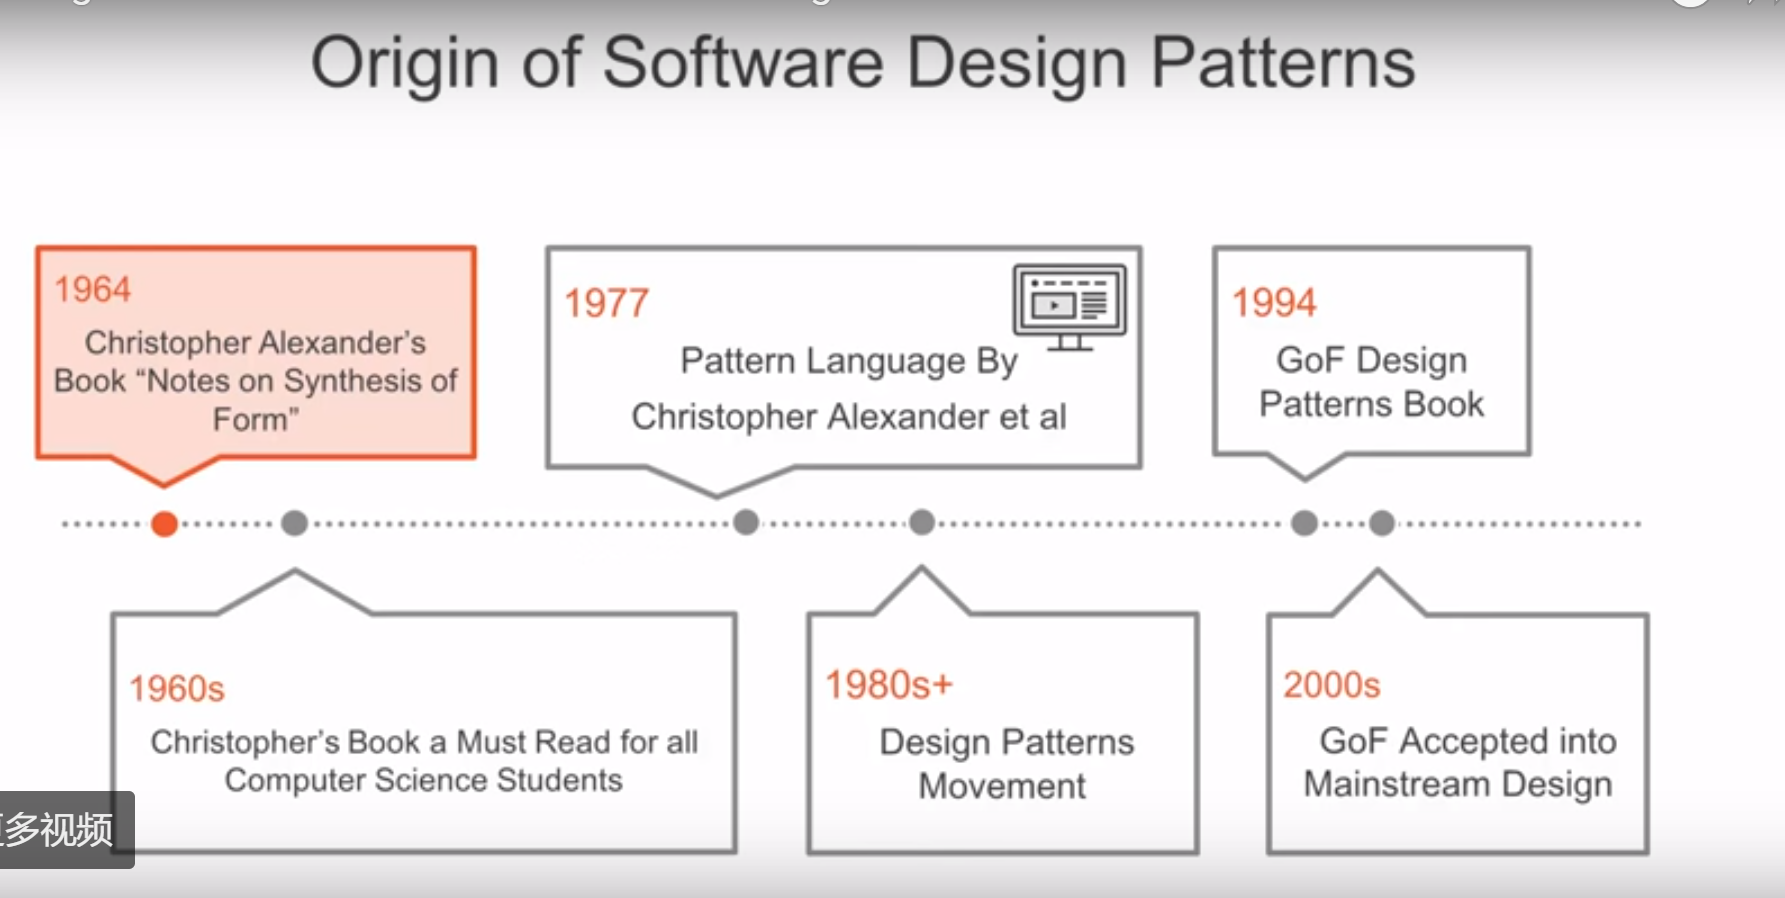 Origin of Software Design Patterns
1964
Christopher Alexander’s
Book “Notes on Synthesis of
Form”
1977
Pattern Language By
Christopher Alexander et al
1994
GoF Design
Patterns Book
1960s
Christopher’s Book a Must Read for all
Computer Science Students
1980s+
Design Patterns
Movement
2000s
GoF Accepted into
Mainstream Design
多视频